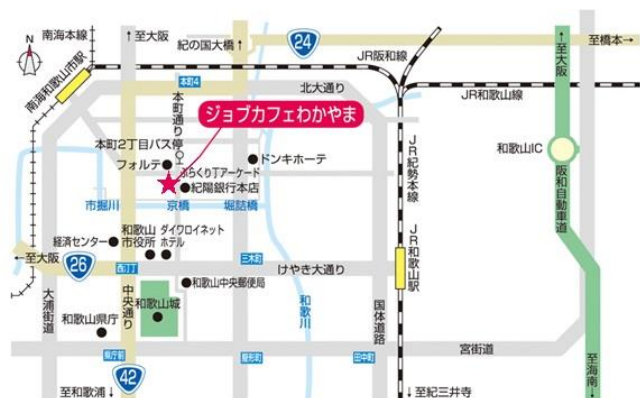 南海本線
↑至大阪
紀の国大橋↑
24
至橋本→
N
JR阪和線
↑至大阪
南海和歌山市駅
本町4
北大通り
JR和歌山線
本町通り
ジョブカフェわかやま
本町2丁目バス停
フォルテ
ドンキホーテ
ぶらくり丁アーケード
紀陽銀行本店
JR紀勢本線
和歌山IC
阪和自動車道
市掘川
京橋
堀詰橋
経済センター
和歌山
市役所
ダイワロイネット
ホテル
三木町
←至大阪
26
西汀丁
けやき大通り
JR和歌山駅
大浦街道
中央通り
和歌山中央郵便局
和歌川
国体道路
和歌山城
和歌山県庁
県庁前
屋形町
田中町
宮街道
至海南↓
42
至和歌浦↓
↓至紀三井寺